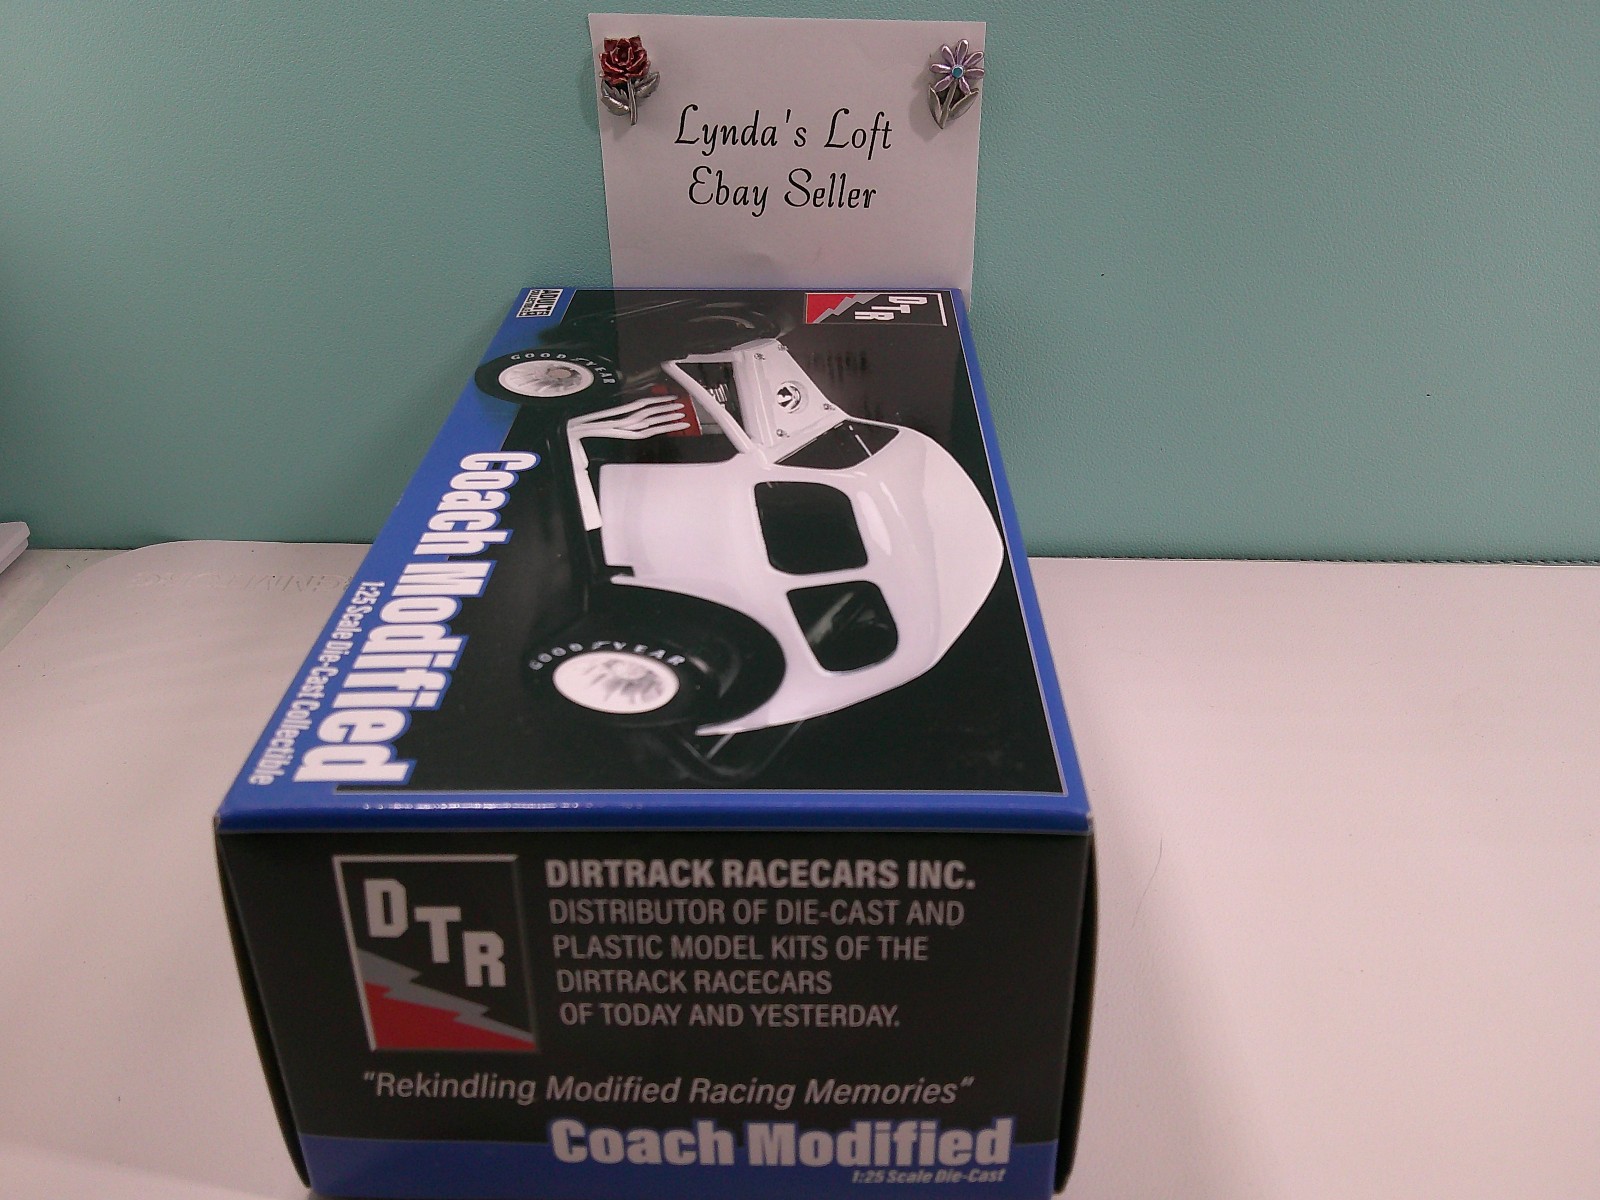 Lynda's Loft
Ebay Seller
ADULT
DTR
GOODYEAR
GOODYEAR
Coach Modified
1:25 Scale Die-Cast Collectible
DTR
DIRTRACK RACECARS INC.
DISTRIBUTOR OF DIE-CAST AND
PLASTIC MODEL KITS OF THE
DIRTRACK RACECARS
OF TODAY AND YESTERDAY.
"Rekindling Modified Racing Memories"
Coach Modified
1:25 Scale Die-Cast